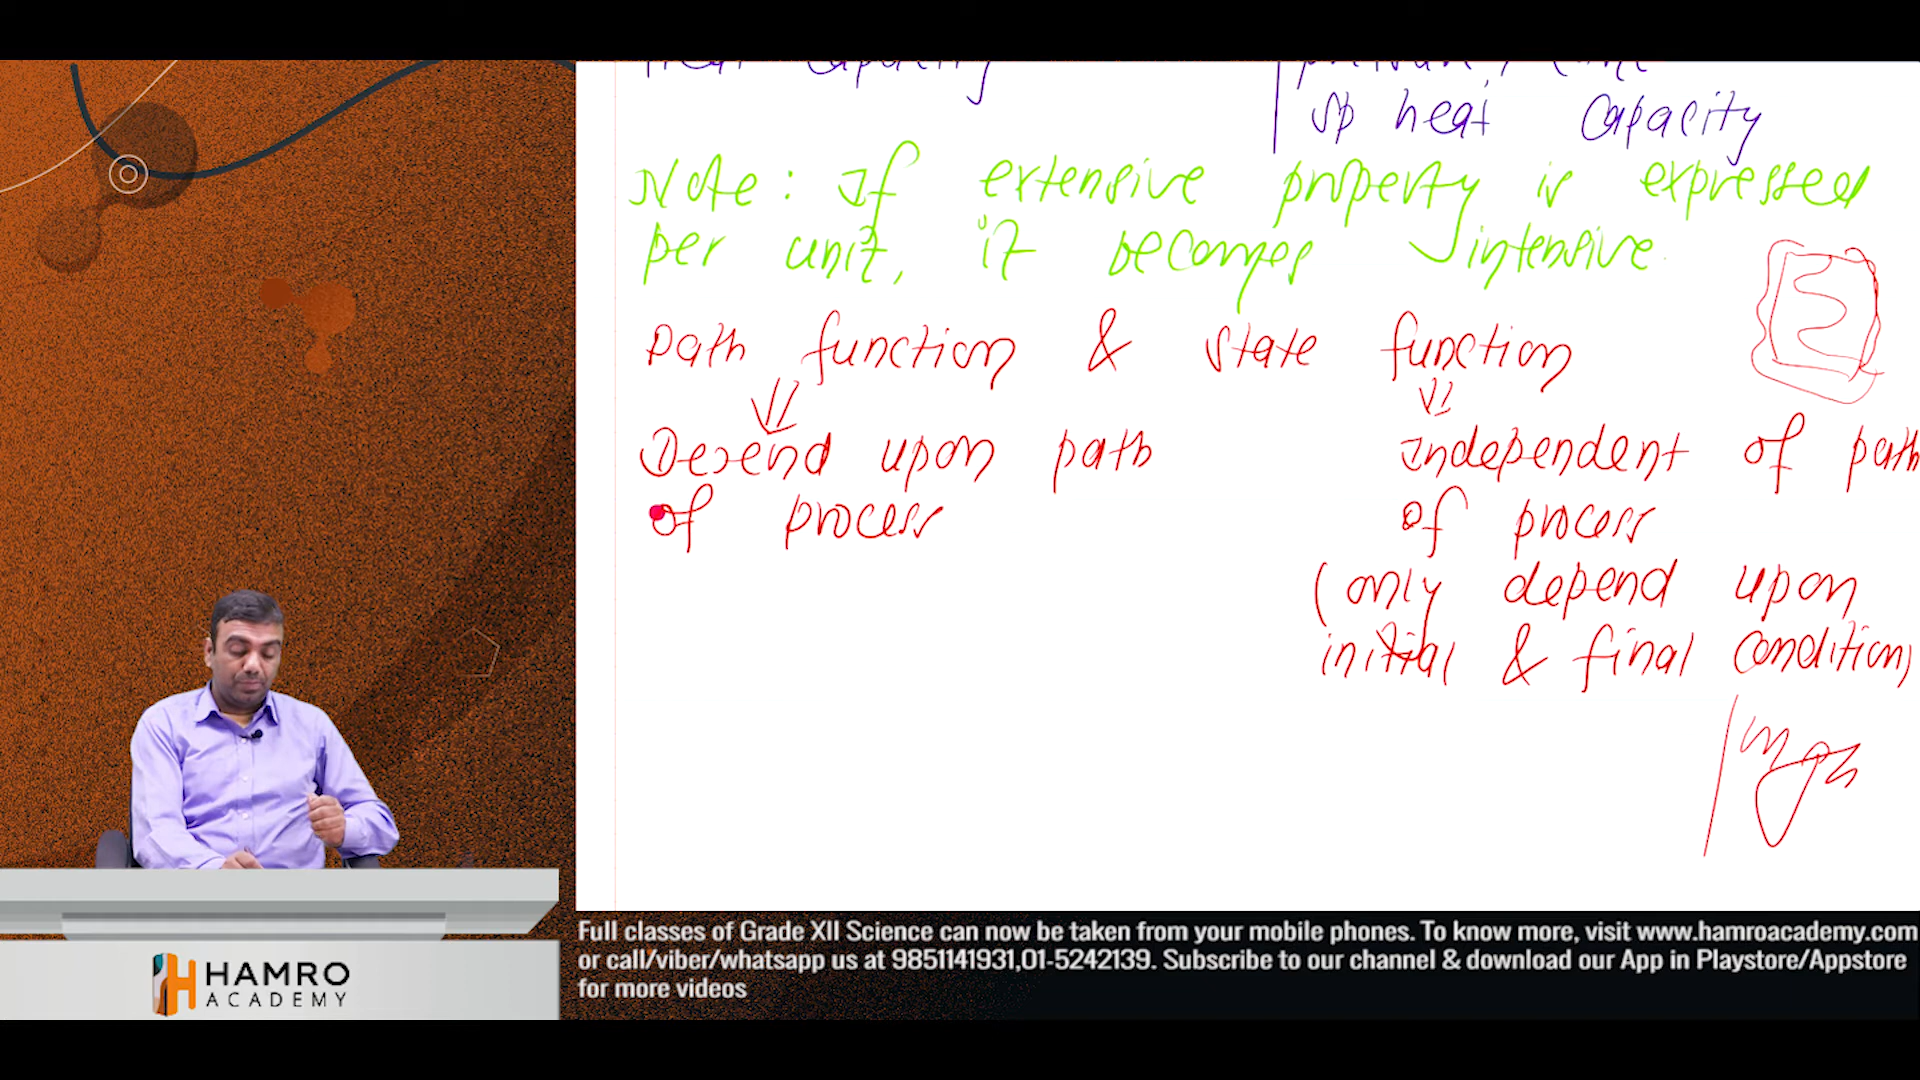 heat capacity
pressure,
sp heat capacity
Note: If extensive property is expressed
per unit, it becomes intensive.
Path function & state function
Depend upon path
of process
Independent of path
of process
(only depend upon
initial & final condition)
mgh
Full classes of Grade XII Science can now be taken from your mobile phones. To know more, visit www.hamroacademy.com
or call/viber/whatsapp us at 9851141931,01-5242139. Subscribe to our channel & download our App in Playstore/Appstore
for more videos
HAMRO
ACADEMY